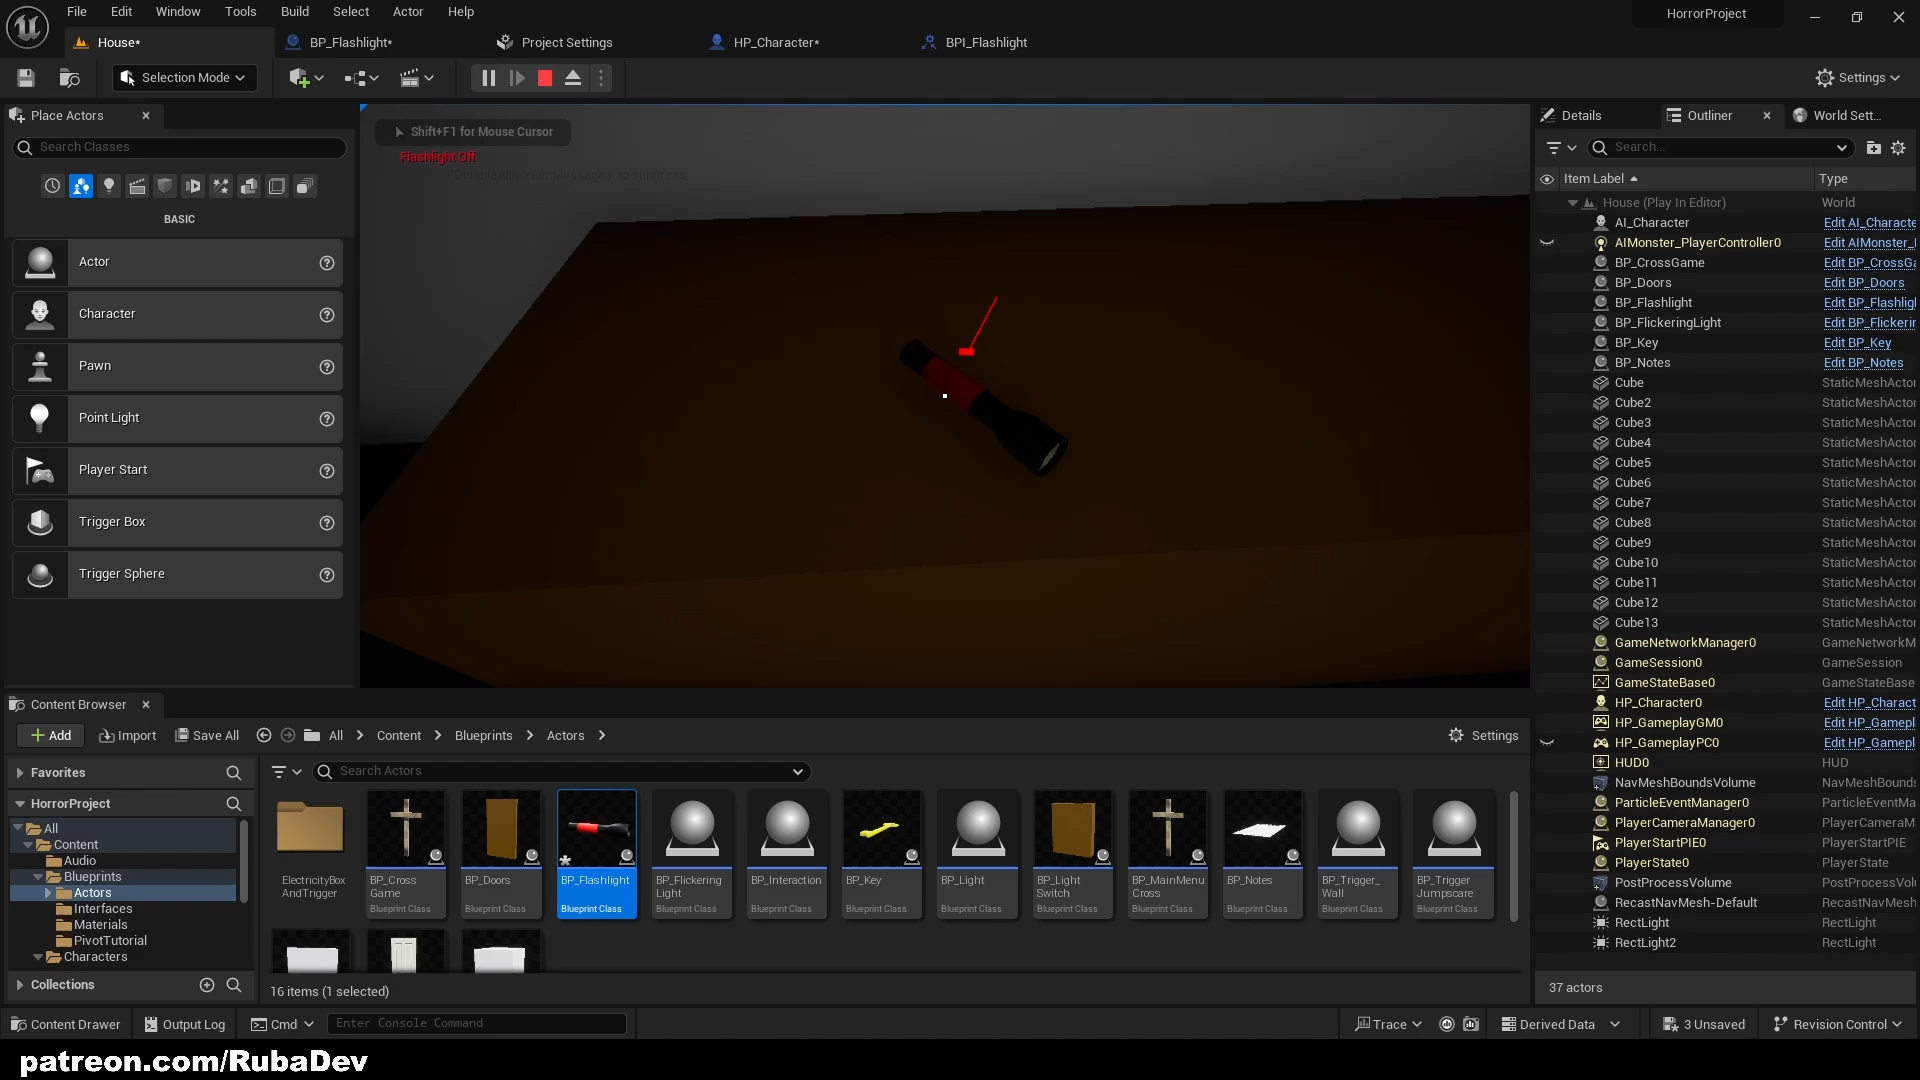 File Edit Window Tools Build Select Actor Help
HorrorProject
House*
BP_Flashlight*
Project Settings
HP_Character*
BPI_Flashlight
Selection Mode
Settings
Place Actors
Search Classes
BASIC
Actor
Character
Pawn
Point Light
Player Start
Trigger Box
Trigger Sphere
Shift+F1 for Mouse Cursor
Flashlight Off
'DisableAllScreenMessages' to suppress
Details
Outliner
World Sett...
Search...
Item Label
Type
House (Play In Editor) World
AI_Character Edit AI_Characte
AIMonster_PlayerController0 Edit AIMonster_
BP_CrossGame Edit BP_CrossGa
BP_Doors Edit BP_Doors
BP_Flashlight Edit BP_Flashlig
BP_FlickeringLight Edit BP_Flickerin
BP_Key Edit BP_Key
BP_Notes Edit BP_Notes
Cube StaticMeshActor
Cube2 StaticMeshActor
Cube3 StaticMeshActor
Cube4 StaticMeshActor
Cube5 StaticMeshActor
Cube6 StaticMeshActor
Cube7 StaticMeshActor
Cube8 StaticMeshActor
Cube9 StaticMeshActor
Cube10 StaticMeshActor
Cube11 StaticMeshActor
Cube12 StaticMeshActor
Cube13 StaticMeshActor
GameNetworkManager0 GameNetworkM
GameSession0 GameSession
GameStateBase0 GameStateBase
HP_Character0 Edit HP_Charact
HP_GameplayGM0 Edit HP_Gamepl
HP_GameplayPC0 Edit HP_Gamepl
HUD0 HUD
NavMeshBoundsVolume NavMeshBounds
ParticleEventManager0 ParticleEventMa
PlayerCameraManager0 PlayerCameraM
PlayerStartPIE0 PlayerStartPIE
PlayerState0 PlayerState
PostProcessVolume PostProcessVol
RecastNavMesh-Default RecastNavMesh
RectLight RectLight
RectLight2 RectLight
37 actors
Content Browser
Add
Import
Save All
All
Content
Blueprints
Actors
Settings
Favorites
HorrorProject
All
Content
Audio
Blueprints
Actors
Interfaces
Materials
PivotTutorial
Characters
Collections
Search Actors
ElectricityBox
AndTrigger
BP_Cross
Game
Blueprint Class
BP_Doors
Blueprint Class
BP_Flashlight
Blueprint Class
BP_Flickering
Light
Blueprint Class
BP_Interaction
Blueprint Class
BP_Key
Blueprint Class
BP_Light
Blueprint Class
BP_Light
Switch
Blueprint Class
BP_MainMenu
Cross
Blueprint Class
BP_Notes
Blueprint Class
BP_Trigger_
Wall
Blueprint Class
BP_Trigger
Jumpscare
Blueprint Class
16 items (1 selected)
Content Drawer
Output Log
Cmd
Enter Console Command
Trace
Derived Data
3 Unsaved
Revision Control
patreon.com/RubaDev